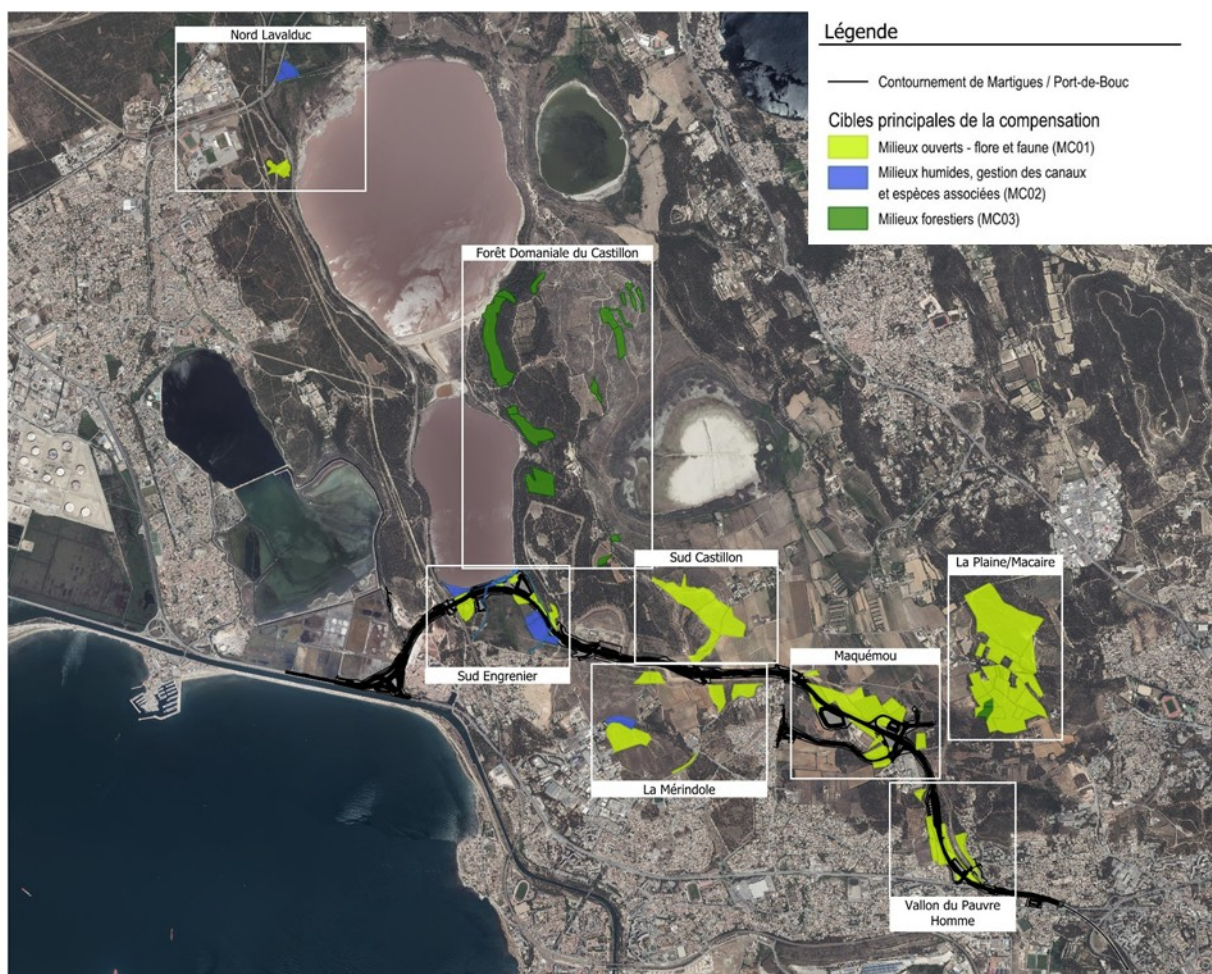 Légende
Contournement de Martigues / Port-de-Bouc
Cibles principales de la compensation
Milieux ouverts - flore et faune (MC01)
Milieux humides, gestion des canaux
et espèces associées (MC02)
Milieux forestiers (MC03)
Nord Lavalduc
Forêt Domaniale du Castillon
Sud Castillon
La Plaine/Macaire
Maquémou
Sud Engrenier
La Mérindole
Vallon du Pauvre
Homme